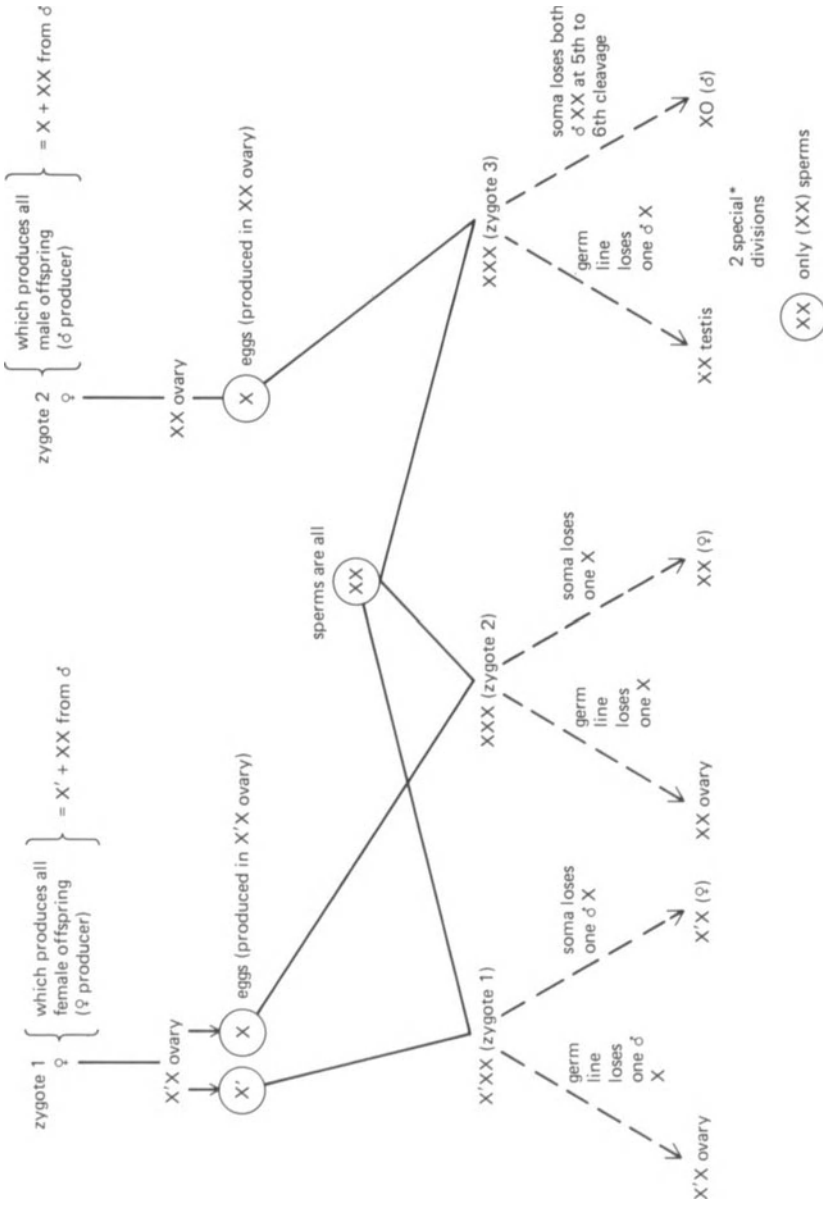 zygote 1
♀
which produces all
female offspring
(♀ producer)
= X' + XX from ♂
X'X ovary
X'
X
eggs (produced in X'X ovary)
zygote 2
♀
which produces all
male offspring
(♂ producer)
= X + XX from ♂
XX ovary
X
eggs (produced in XX ovary)
sperms are all
XX
X'XX (zygote 1)
germ
line
loses
one ♂
X
soma loses
one ♂ X
X'X ovary
X'X (♀)
XXX (zygote 2)
germ
line
loses
one X
soma loses
one X
XX ovary
XX (♀)
XXX (zygote 3)
germ
line
loses
one ♂ X
soma loses both
♂ XX at 5th to
6th cleavage
XX testis
XO (♂)
2 special*
divisions
XX only (XX) sperms